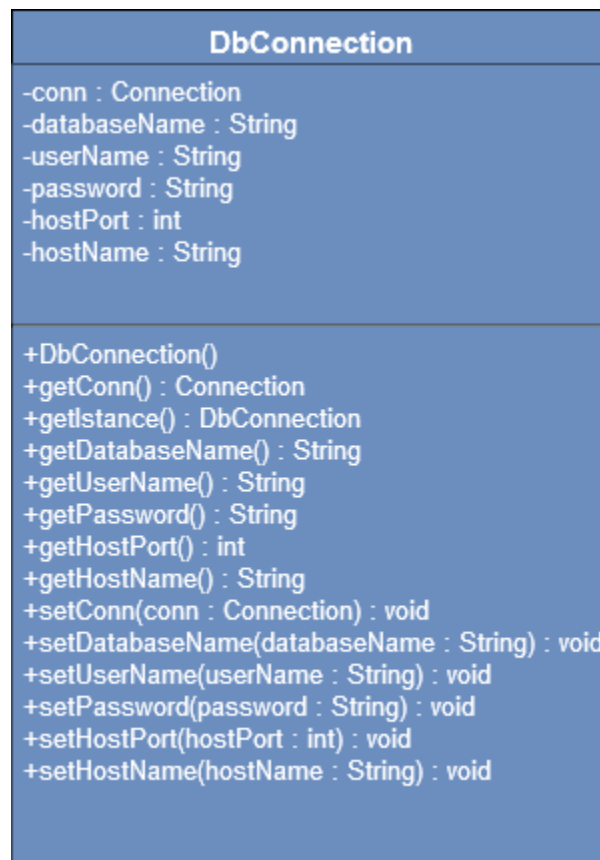 DbConnection
-conn : Connection
-databaseName : String
-userName : String
-password : String
-hostPort : int
-hostName : String
+DbConnection()
+getConn() : Connection
+getIstance() : DbConnection
+getDatabaseName() : String
+getUserName() : String
+getPassword() : String
+getHostPort() : int
+getHostName() : String
+setConn(conn : Connection) : void
+setDatabaseName(databaseName : String) : void
+setUserName(userName : String) : void
+setPassword(password : String) : void
+setHostPort(hostPort : int) : void
+setHostName(hostName : String) : void